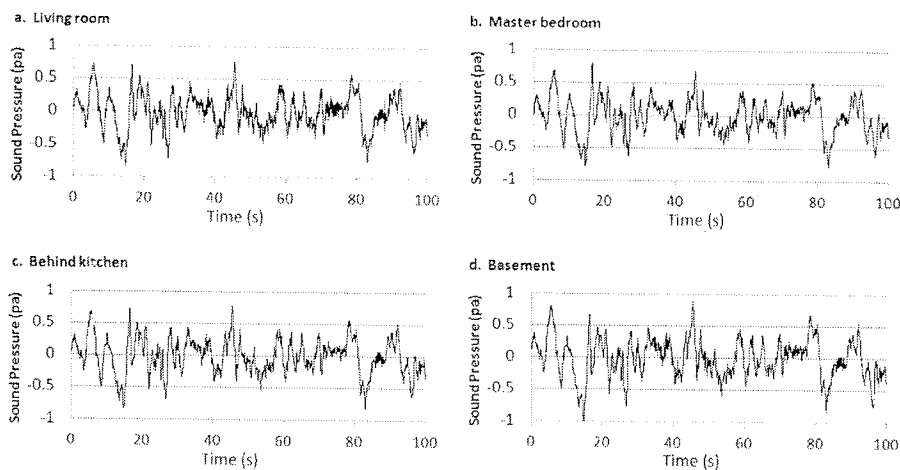 a. Living room
Sound Pressure (pa)
1
0.5
0
-0.5
-1
0 20 40 60 80 100
Time (s)
b. Master bedroom
Sound Pressure (pa)
1
0.5
0
-0.5
-1
0 20 40 60 80 100
Time (s)
c. Behind kitchen
Sound Pressure (pa)
1
0.5
0
-0.5
-1
0 20 40 60 80 100
Time (s)
d. Basement
Sound Pressure (pa)
1
0.5
0
-0.5
-1
0 20 40 60 80 100
Time (s)